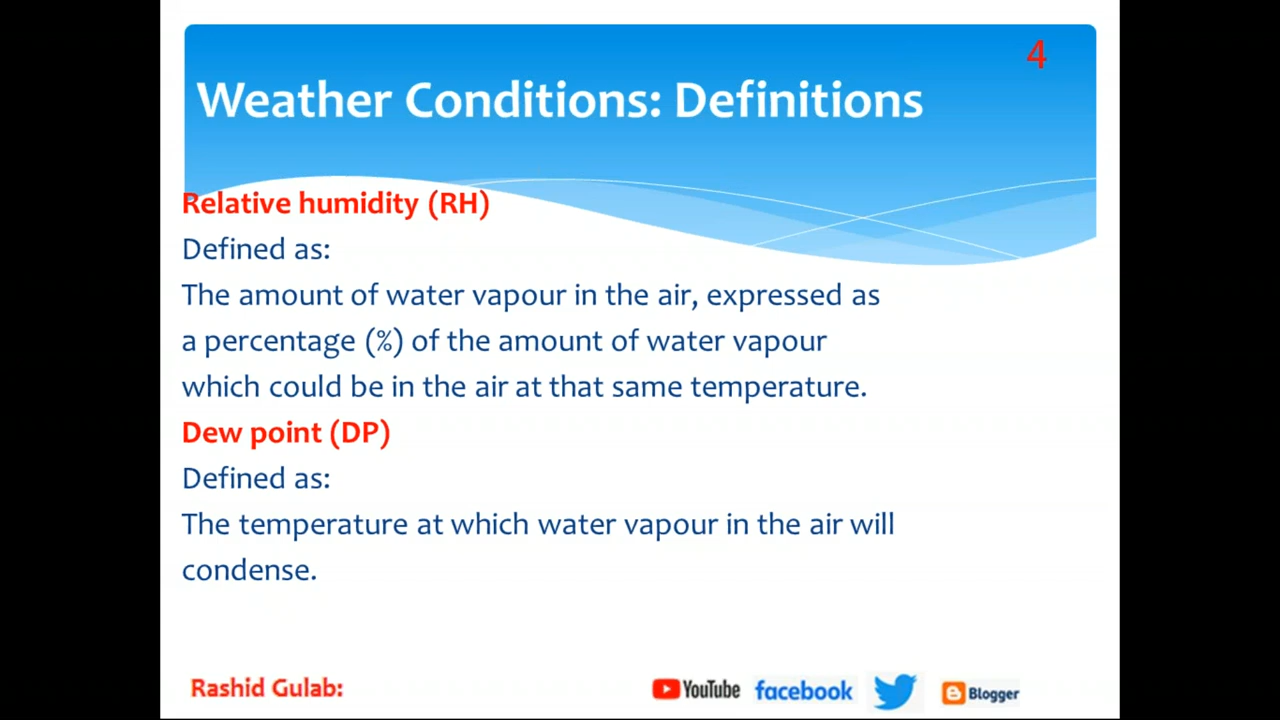 4
Weather Conditions: Definitions
Relative humidity (RH)
Defined as:
The amount of water vapour in the air, expressed as
a percentage (%) of the amount of water vapour
which could be in the air at that same temperature.
Dew point (DP)
Defined as:
The temperature at which water vapour in the air will
condense.
Rashid Gulab: YouTube facebook Blogger